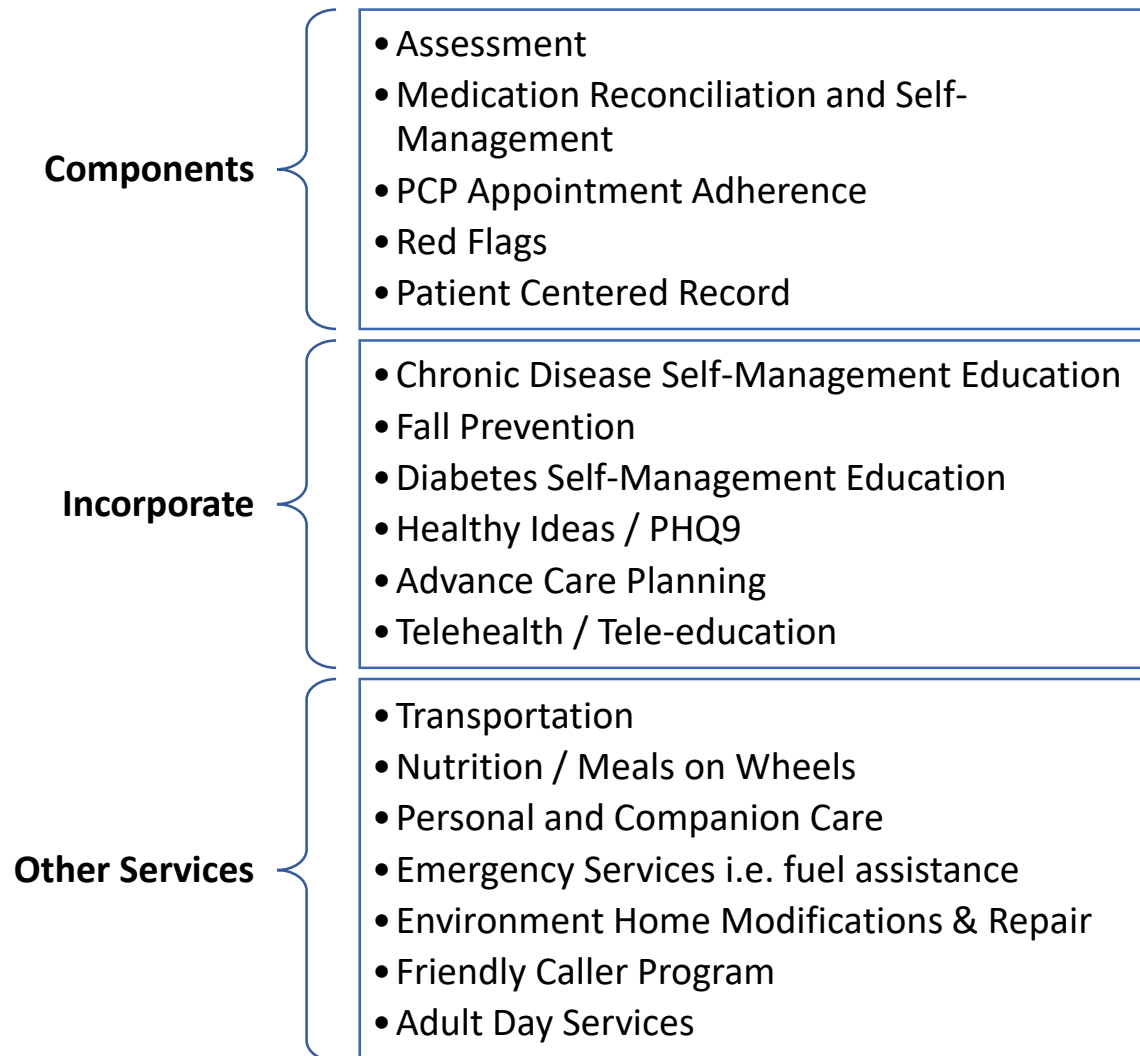 Components
• Assessment
• Medication Reconciliation and Self-
Management
• PCP Appointment Adherence
• Red Flags
• Patient Centered Record
Incorporate
• Chronic Disease Self-Management Education
• Fall Prevention
• Diabetes Self-Management Education
• Healthy Ideas / PHQ9
• Advance Care Planning
• Telehealth / Tele-education
Other Services
• Transportation
• Nutrition / Meals on Wheels
• Personal and Companion Care
• Emergency Services i.e. fuel assistance
• Environment Home Modifications & Repair
• Friendly Caller Program
• Adult Day Services